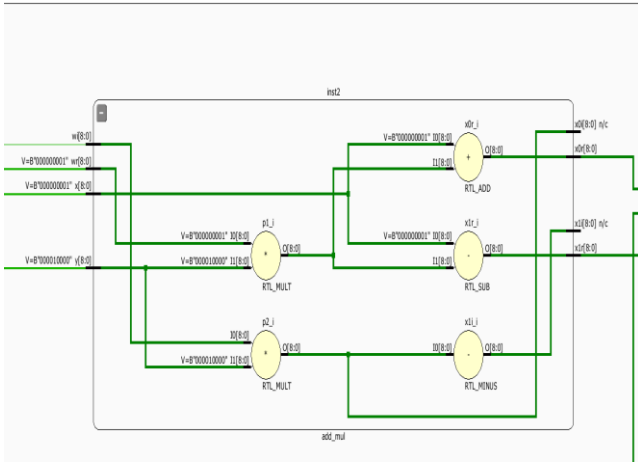 inst2
-
wi[8:0]
V=B"000000001" wr[8:0]
V=B"000000001" x[8:0]
V=B"000010000" y[8:0]
p1_i
V=B"000000001" I0[8:0]
V=B"000010000" I1[8:0]
*
O[8:0]
RTL_MULT
p2_i
I0[8:0]
V=B"000010000" I1[8:0]
*
O[8:0]
RTL_MULT
x0r_i
V=B"000000001" I0[8:0]
I1[8:0]
+
O[8:0]
RTL_ADD
x1r_i
V=B"000000001" I0[8:0]
I1[8:0]
-
O[8:0]
RTL_SUB
x1i_i
I0[8:0]
-
O[8:0]
RTL_MINUS
x0i[8:0] n/c
x0r[8:0]
x1i[8:0] n/c
x1r[8:0]
add_mul